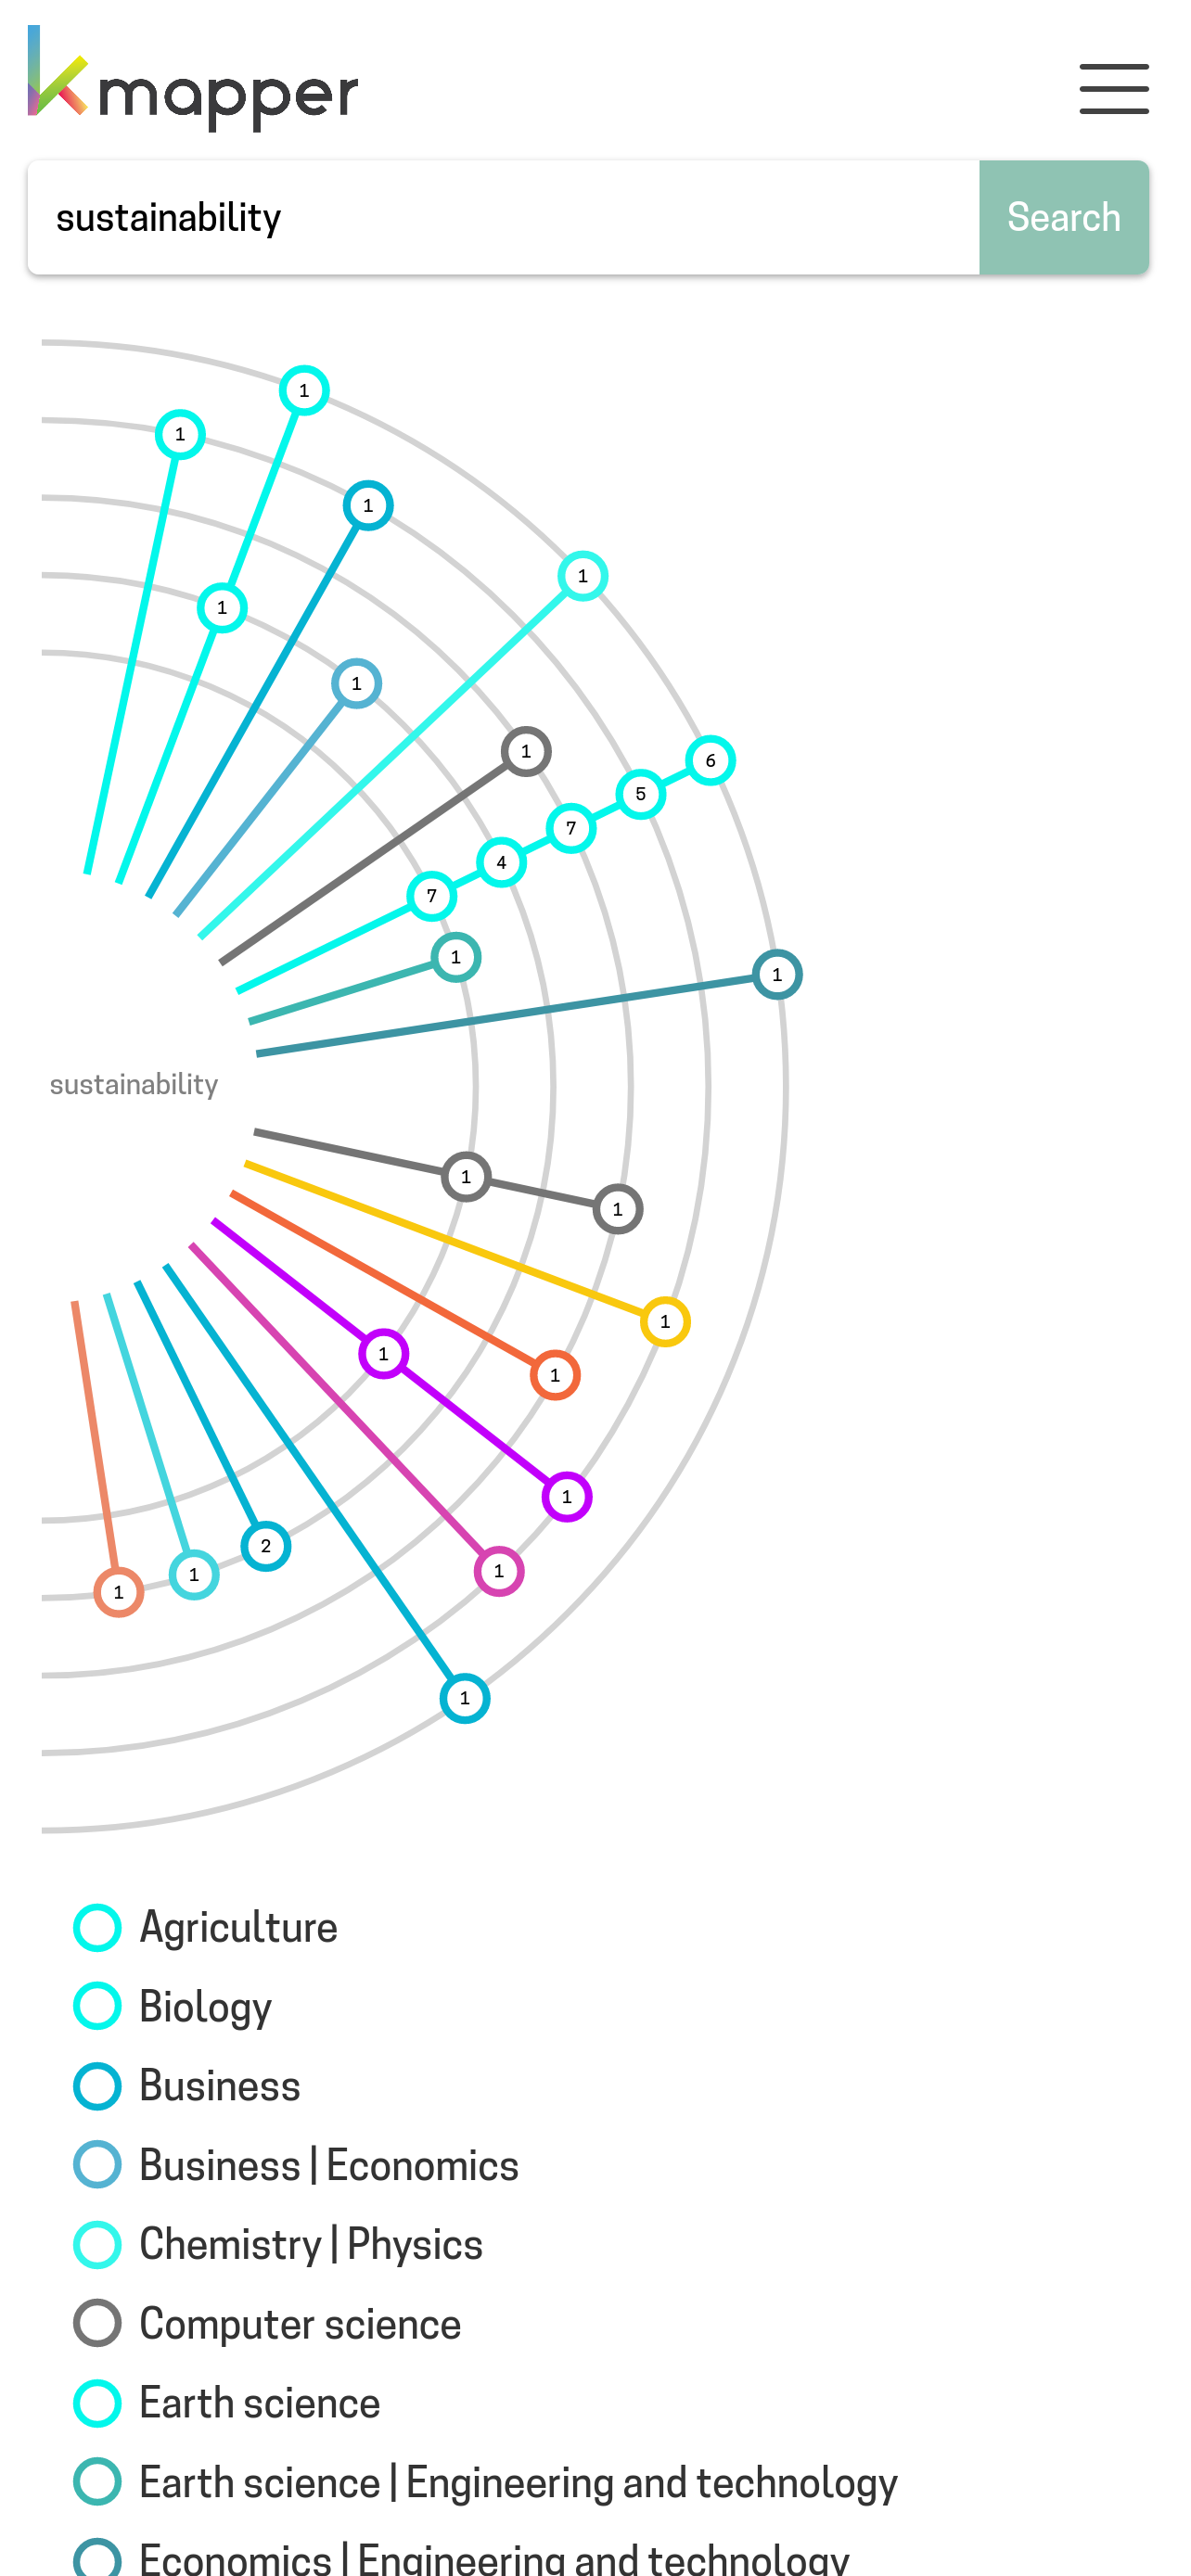 kmapper
sustainability
Search
1
1
1
1
1
1
1
6
5
7
4
7
1
1
sustainability
1
1
1
1
1
1
1
2
1
1
1
Agriculture
Biology
Business
Business | Economics
Chemistry | Physics
Computer science
Earth science
Earth science | Engineering and technology
Economics | Engineering and technology